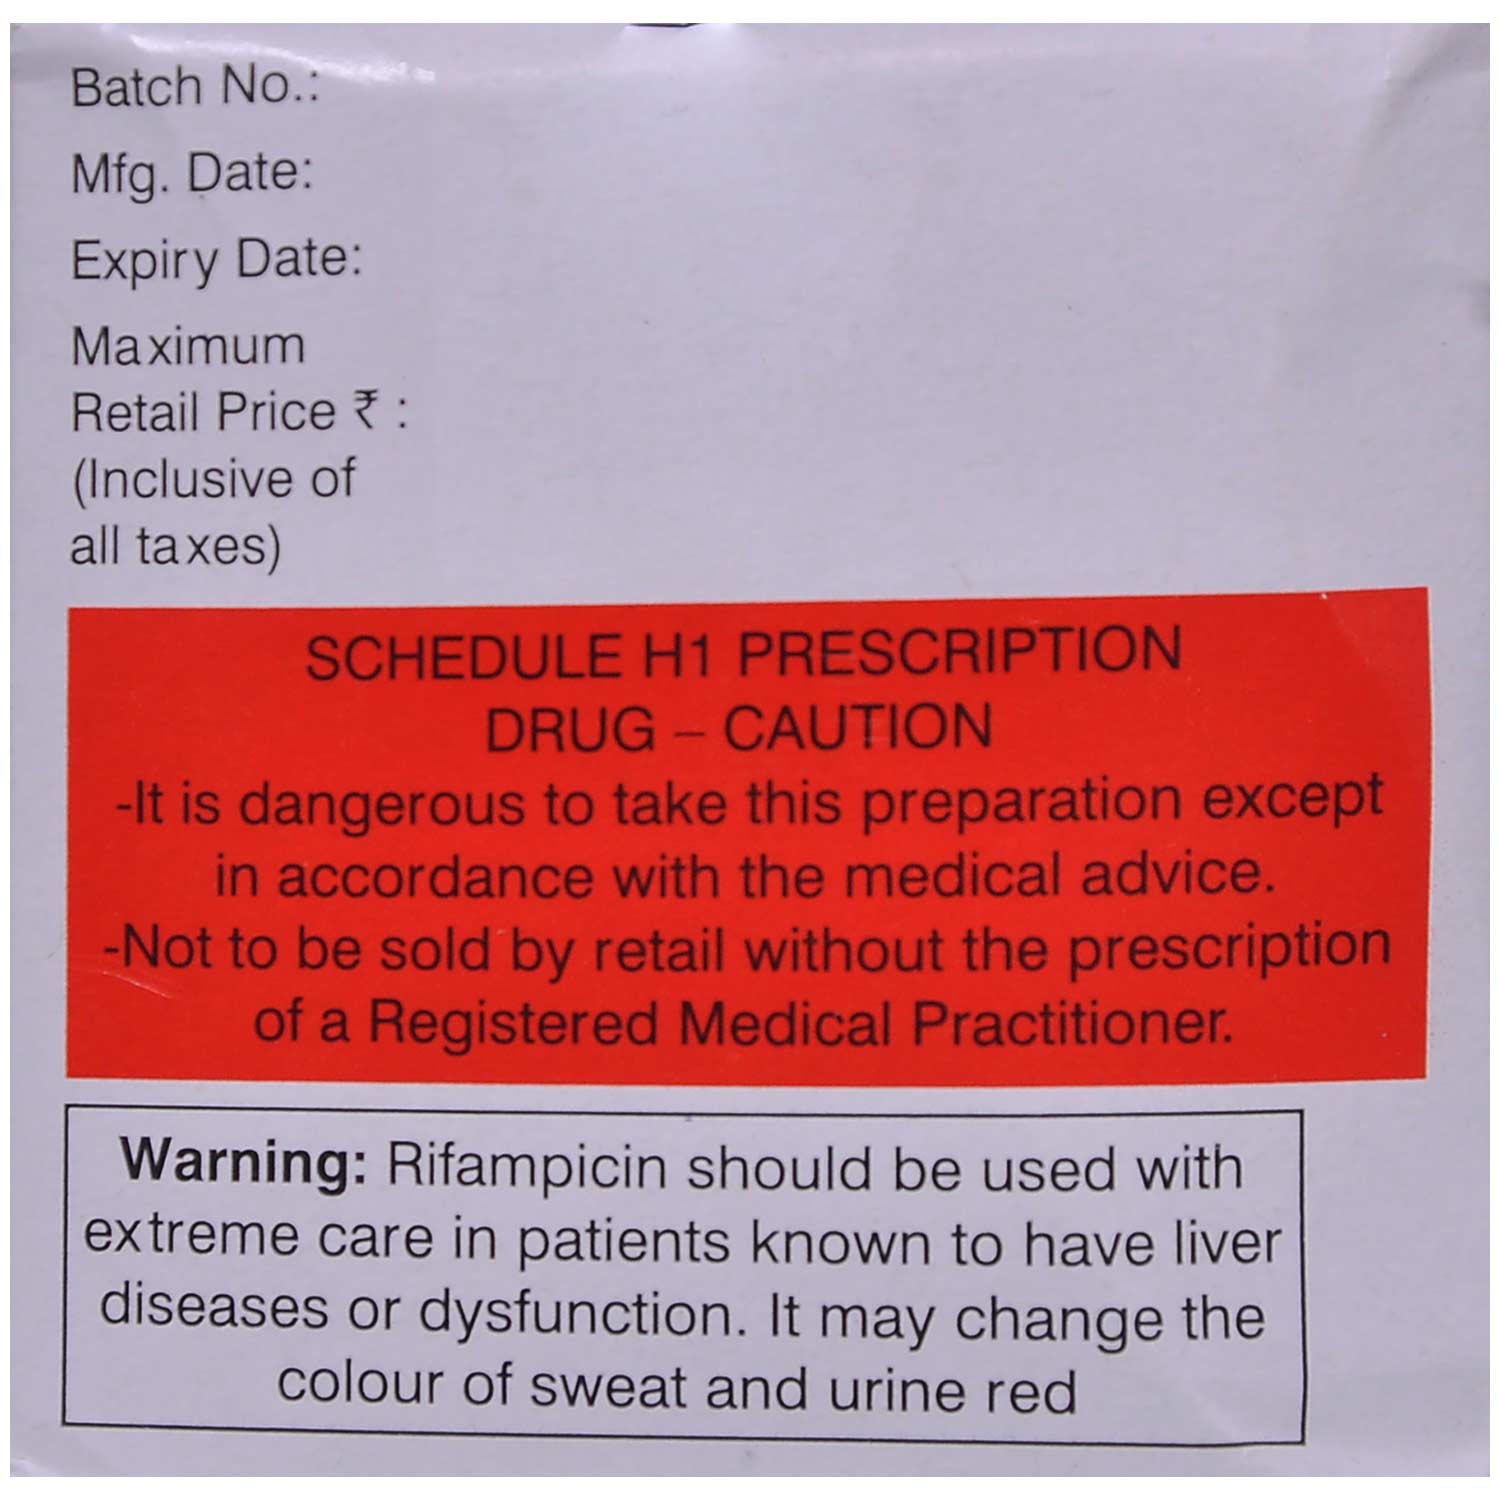 Batch No.:
Mfg. Date:
Expiry Date:
Maximum
Retail Price ₹ :
(Inclusive of
all taxes)
SCHEDULE H1 PRESCRIPTION
DRUG – CAUTION
-It is dangerous to take this preparation except
in accordance with the medical advice.
-Not to be sold by retail without the prescription
of a Registered Medical Practitioner.
Warning: Rifampicin should be used with
extreme care in patients known to have liver
diseases or dysfunction. It may change the
colour of sweat and urine red